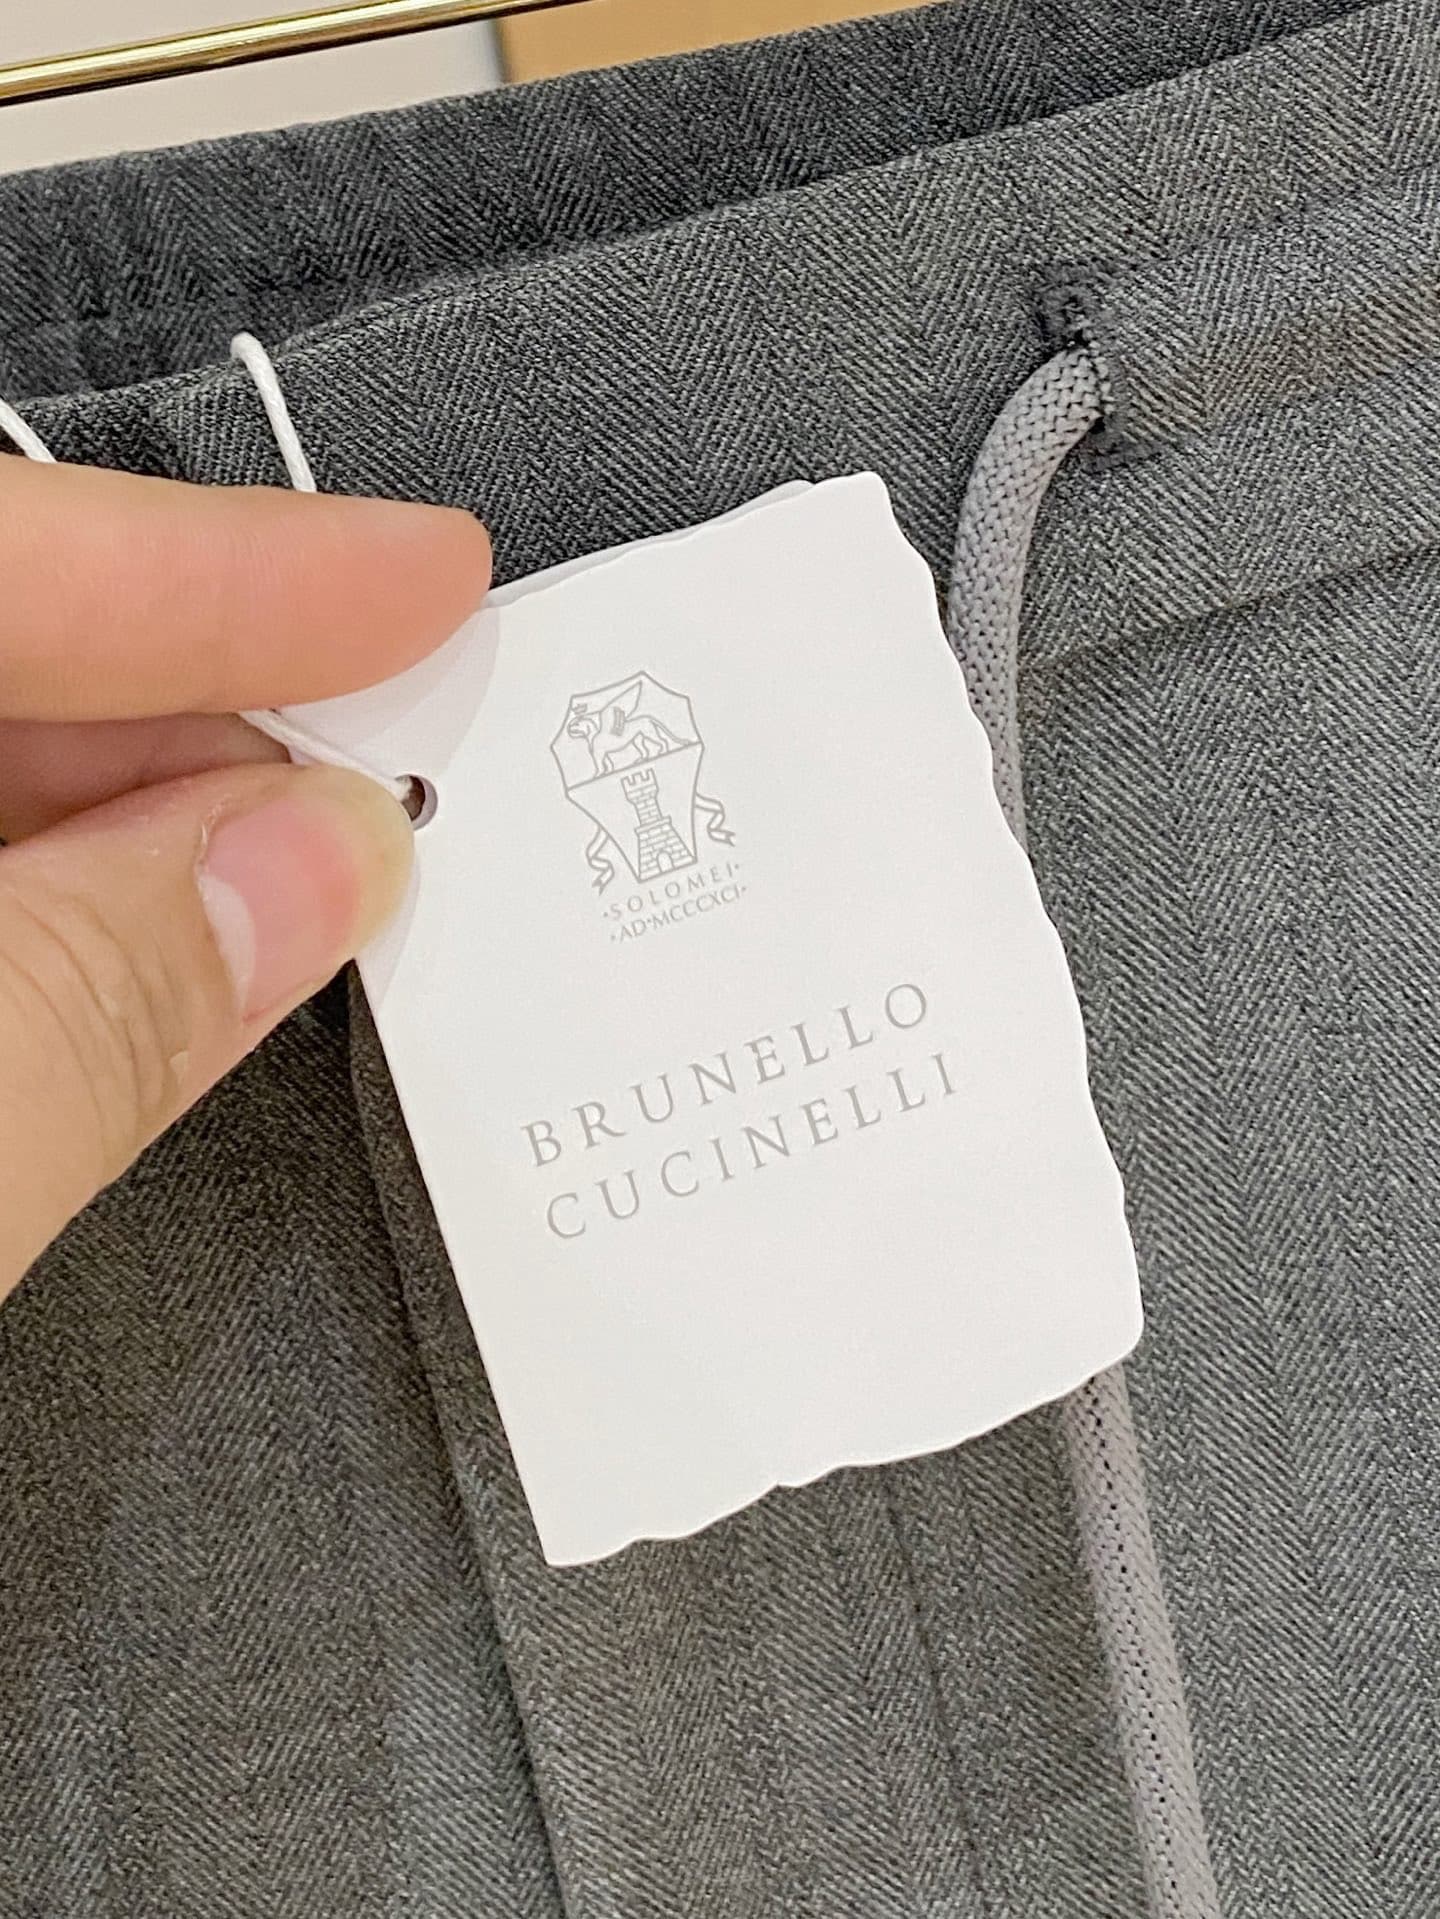 ·SOLOMEI·
·AD·MCCCXCI·
BRUNELLO
CUCINELLI